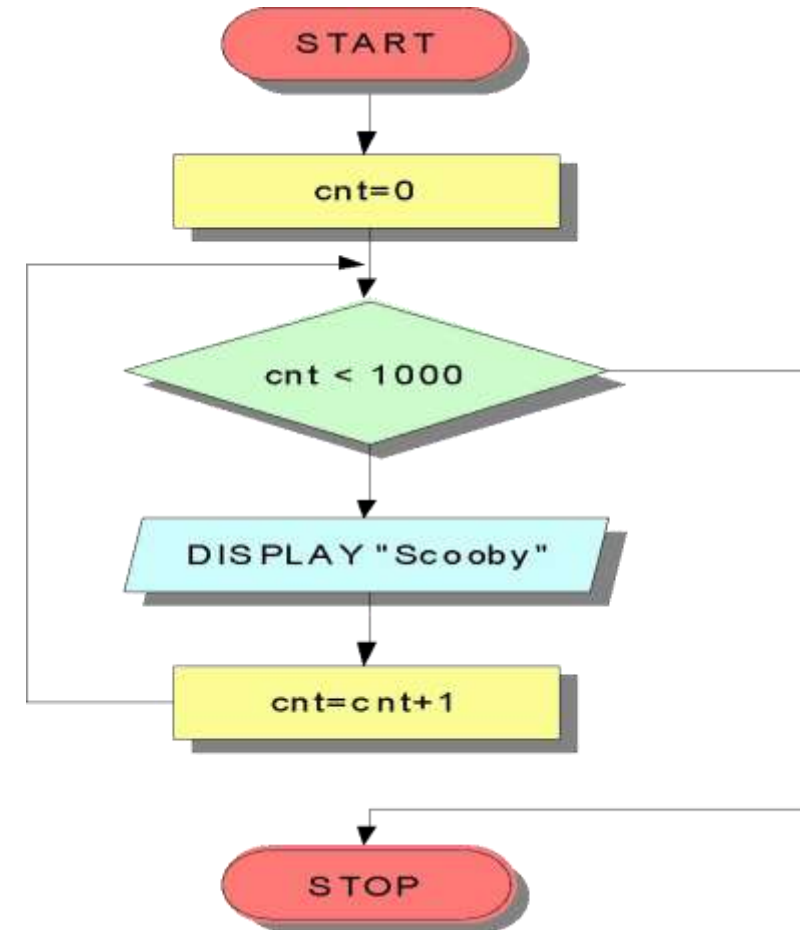 START
cnt=0
cnt < 1000
DISPLAY "Scooby"
cnt=cnt+1
STOP